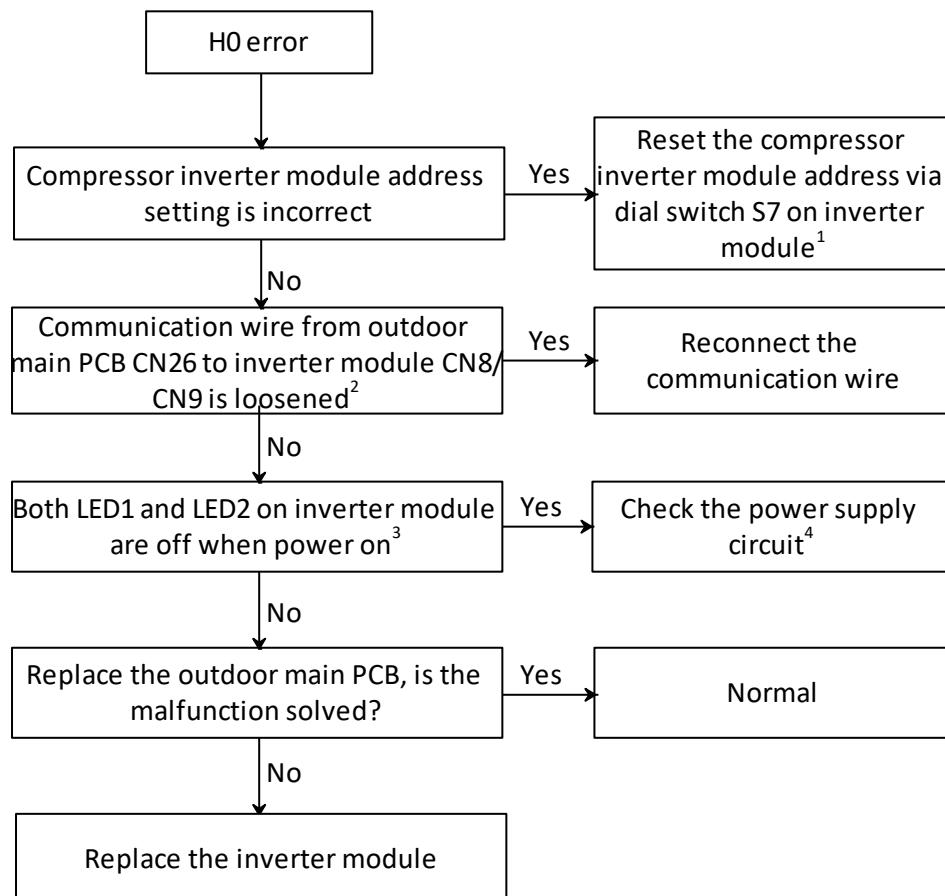 H0 error
Compressor inverter module address
setting is incorrect
Yes
Reset the compressor
inverter module address via
dial switch S7 on inverter
module1
No
Communication wire from outdoor
main PCB CN26 to inverter module CN8/
CN9 is loosened2
Yes
Reconnect the
communication wire
No
Both LED1 and LED2 on inverter module
are off when power on3
Yes
Check the power supply
circuit4
No
Replace the outdoor main PCB, is the
malfunction solved?
Yes
Normal
No
Replace the inverter module